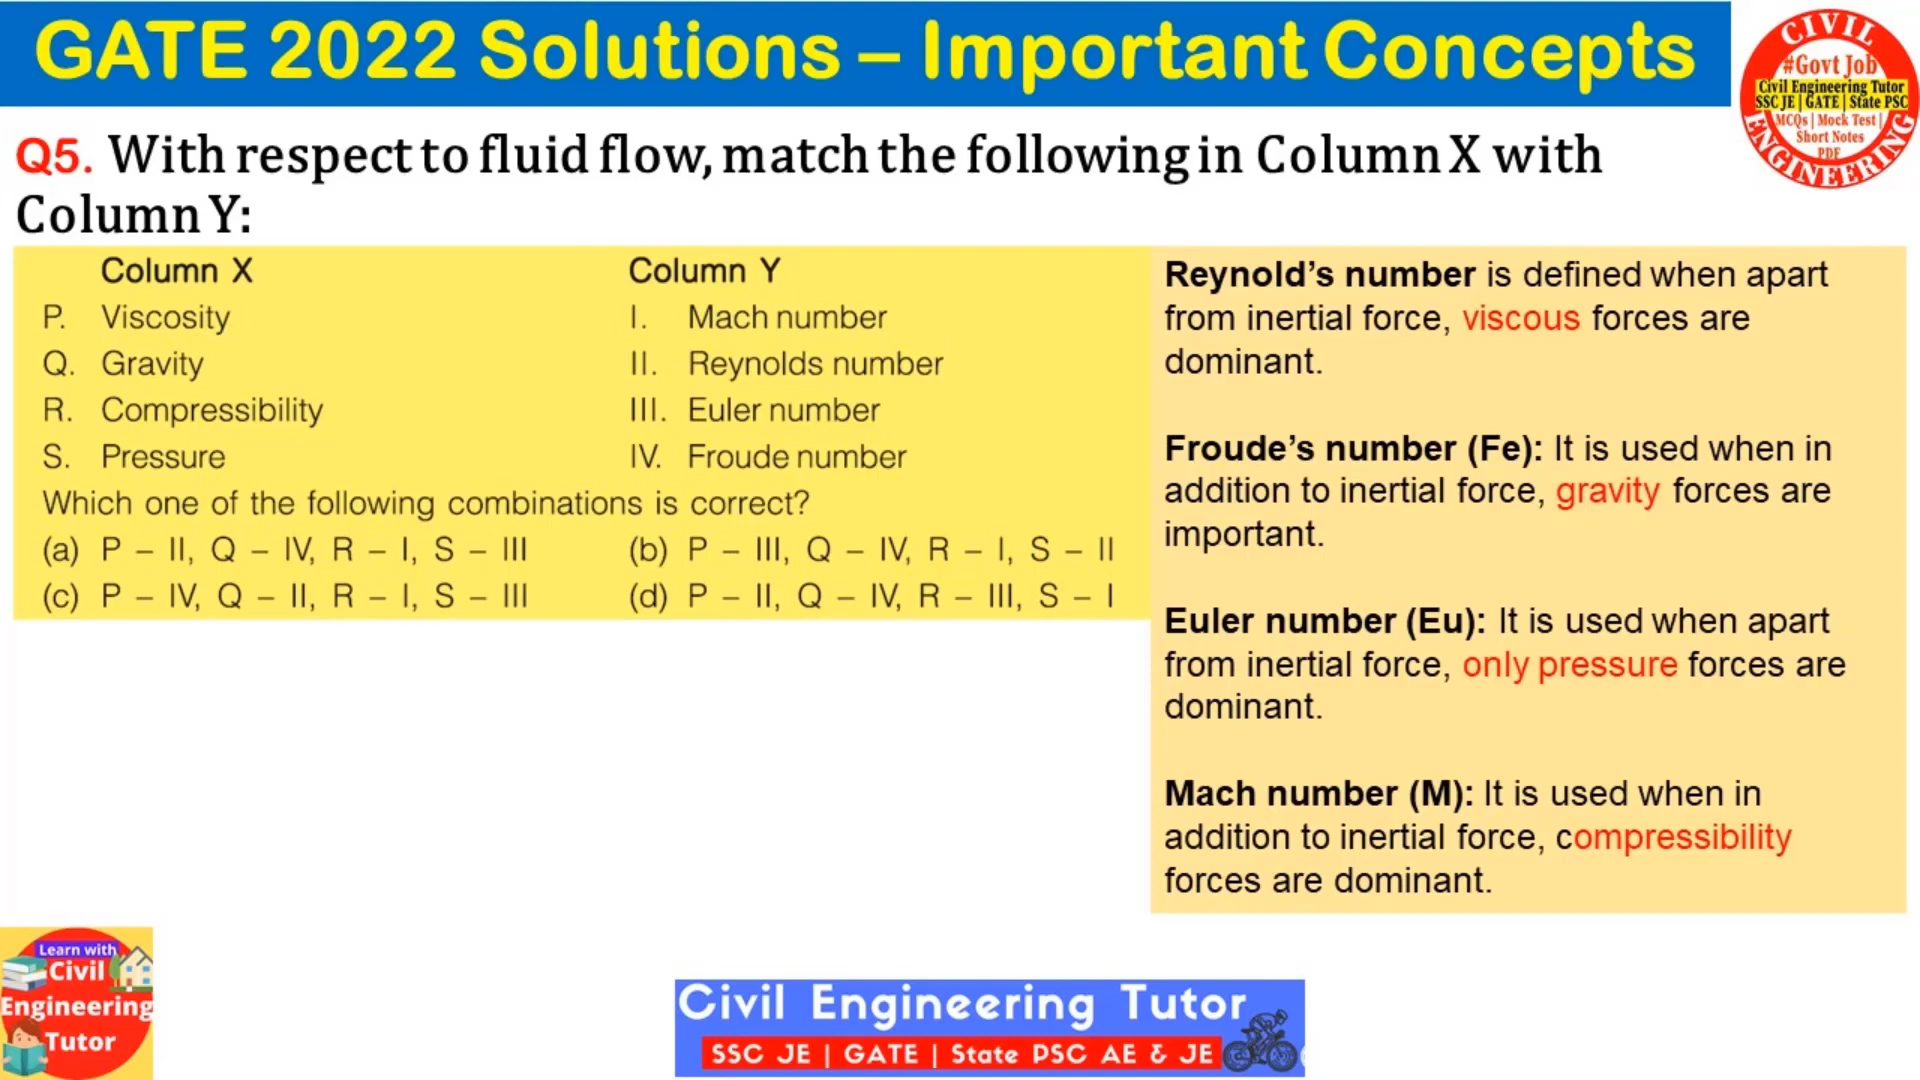 GATE 2022 Solutions – Important Concepts
CIVIL
#Govt Job
Civil Engineering Tutor
SSC JE | GATE | State PSC
MCQs | Mock Test |
Short Notes
PDF
ENGINEERING
Q5. With respect to fluid flow, match the following in Column X with
Column Y:
Column X Column Y
P. Viscosity I. Mach number
Q. Gravity II. Reynolds number
R. Compressibility III. Euler number
S. Pressure IV. Froude number
Which one of the following combinations is correct?
(a) P – II, Q – IV, R – I, S – III (b) P – III, Q – IV, R – I, S – II
(c) P – IV, Q – II, R – I, S – III (d) P – II, Q – IV, R – III, S – I
Reynold’s number is defined when apart
from inertial force, viscous forces are
dominant.
Froude’s number (Fe): It is used when in
addition to inertial force, gravity forces are
important.
Euler number (Eu): It is used when apart
from inertial force, only pressure forces are
dominant.
Mach number (M): It is used when in
addition to inertial force, compressibility
forces are dominant.
Learn with
Civil
Engineering
Tutor
Civil Engineering Tutor
SSC JE | GATE | State PSC AE & JE